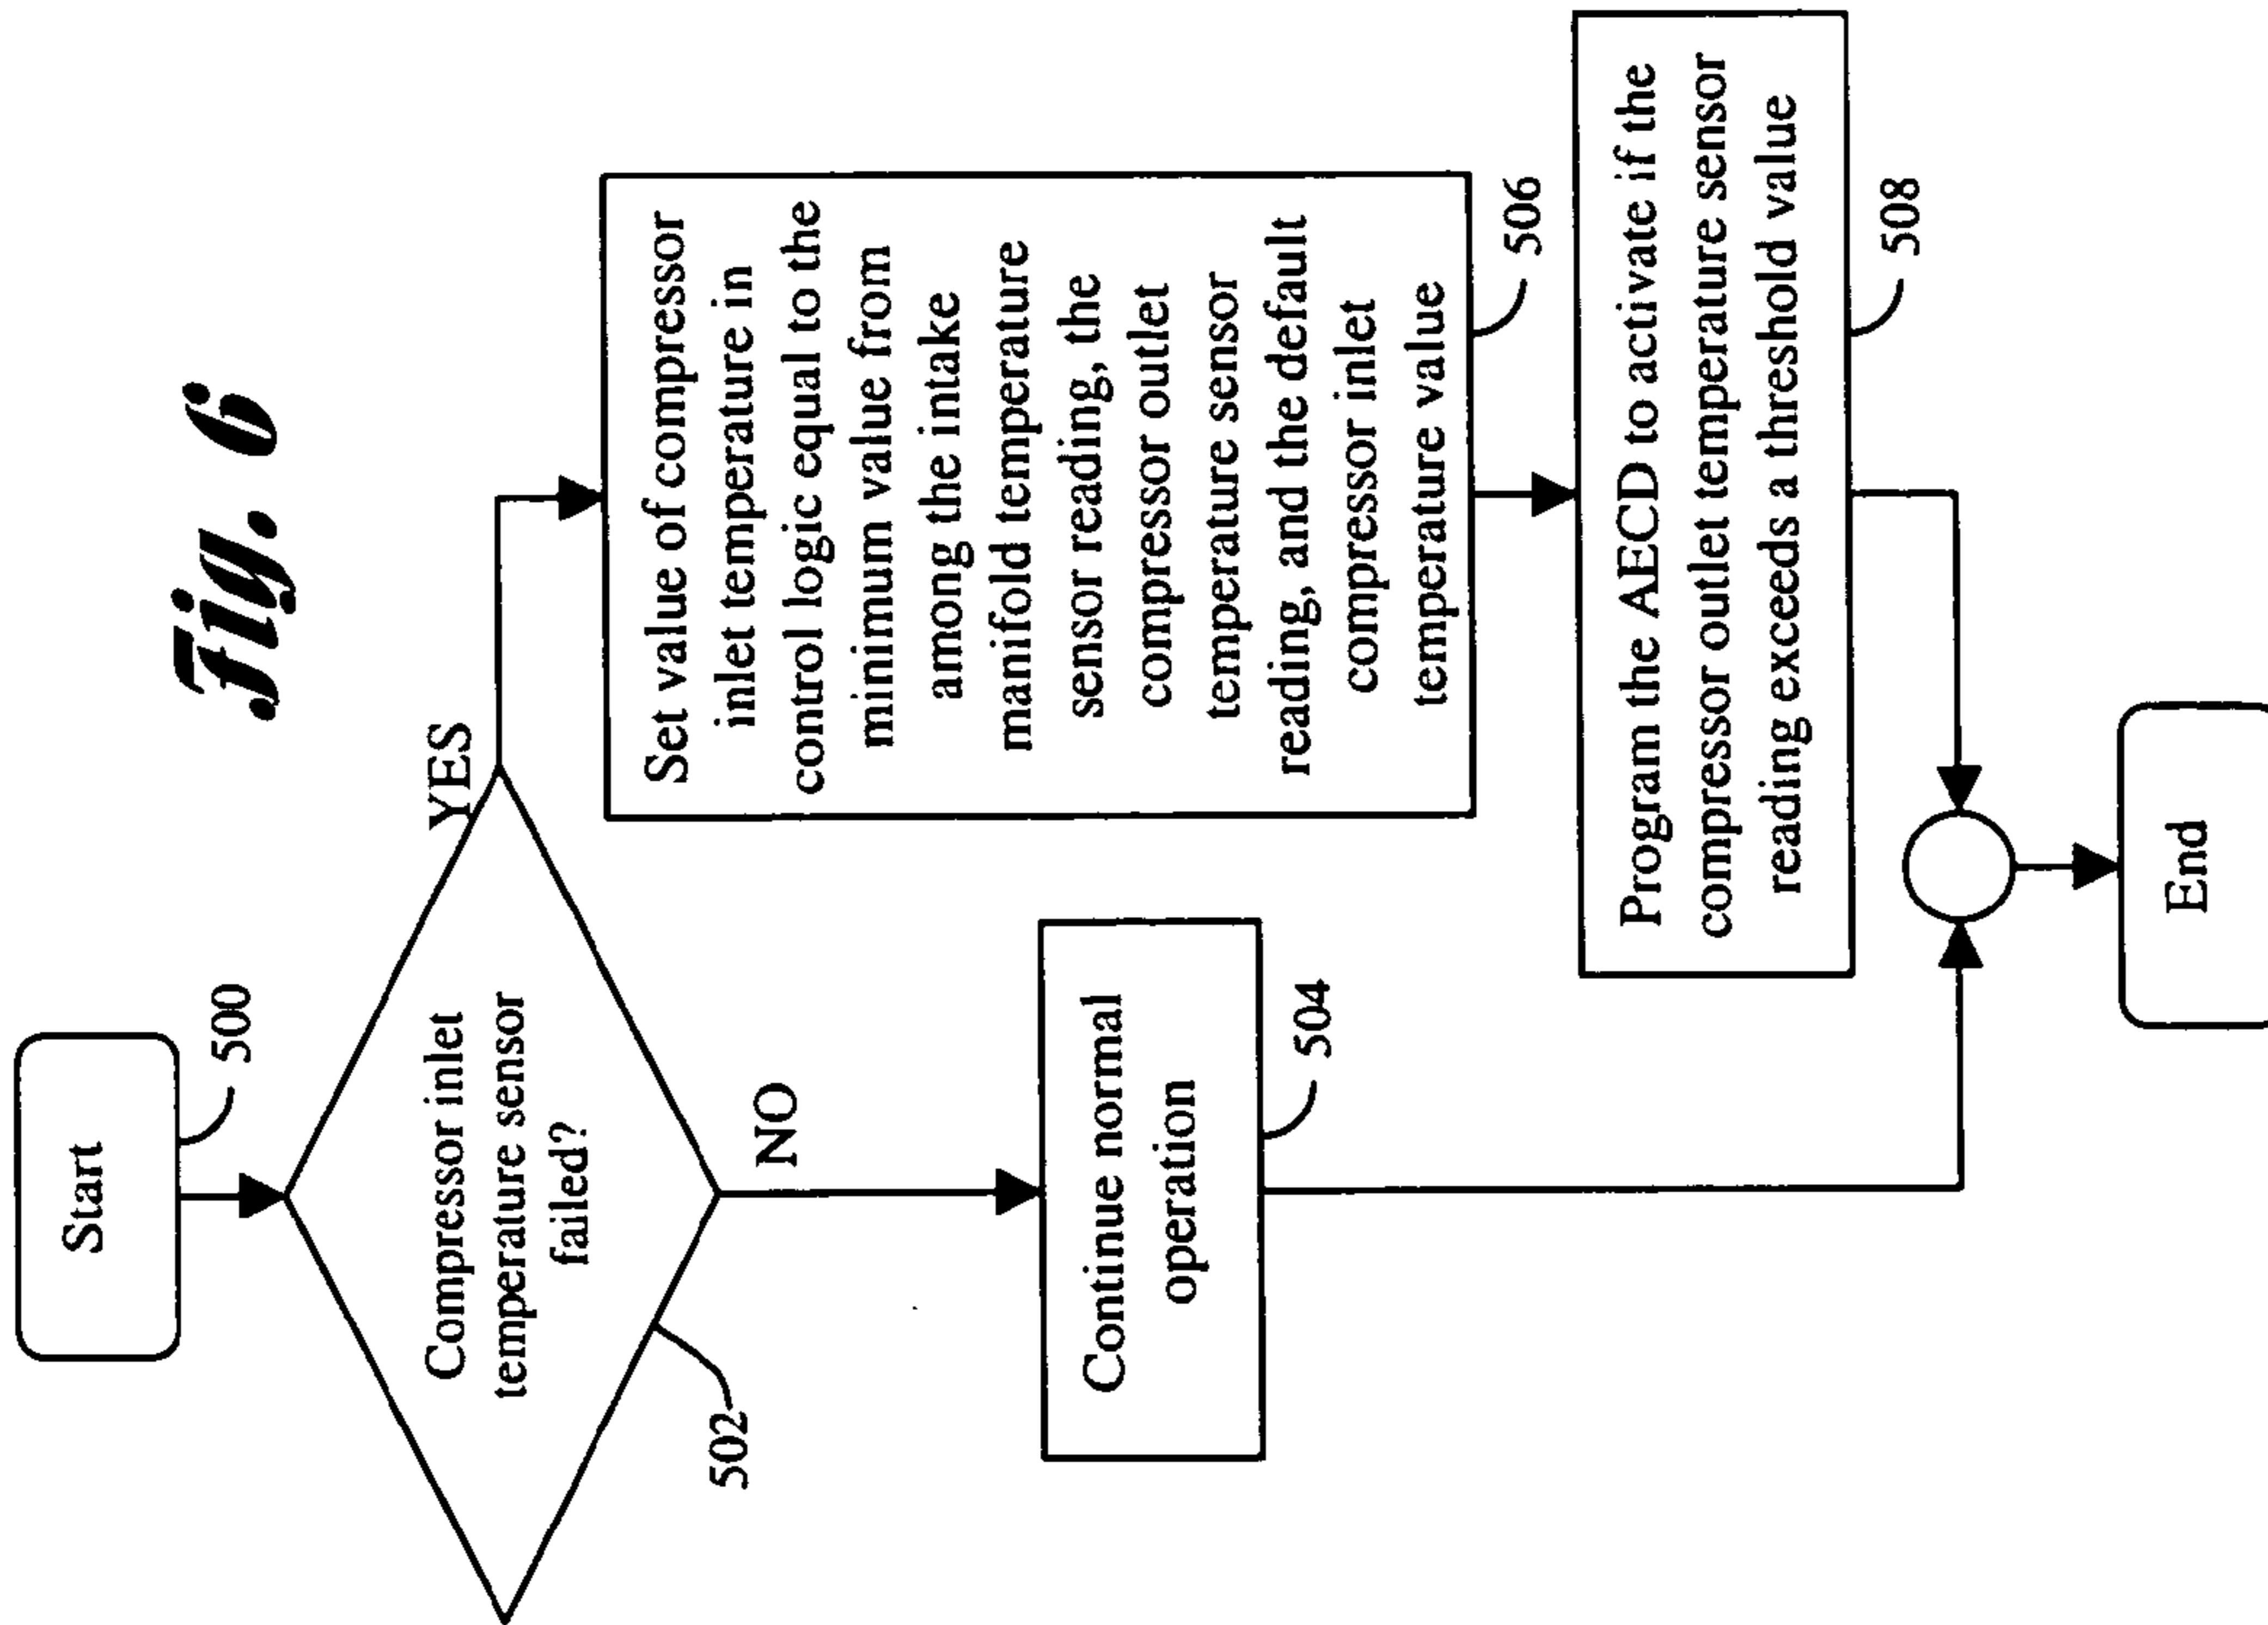 Fig. 6
Start
500
Compressor inlet
temperature sensor
failed?
502
YES
NO
Set value of compressor
inlet temperature in
control logic equal to the
minimum value from
among the intake
manifold temperature
sensor reading, the
compressor outlet
temperature sensor
reading, and the default
compressor inlet
temperature value
506
Continue normal
operation
504
Program the AECD to activate if the
compressor outlet temperature sensor
reading exceeds a threshold value
508
End